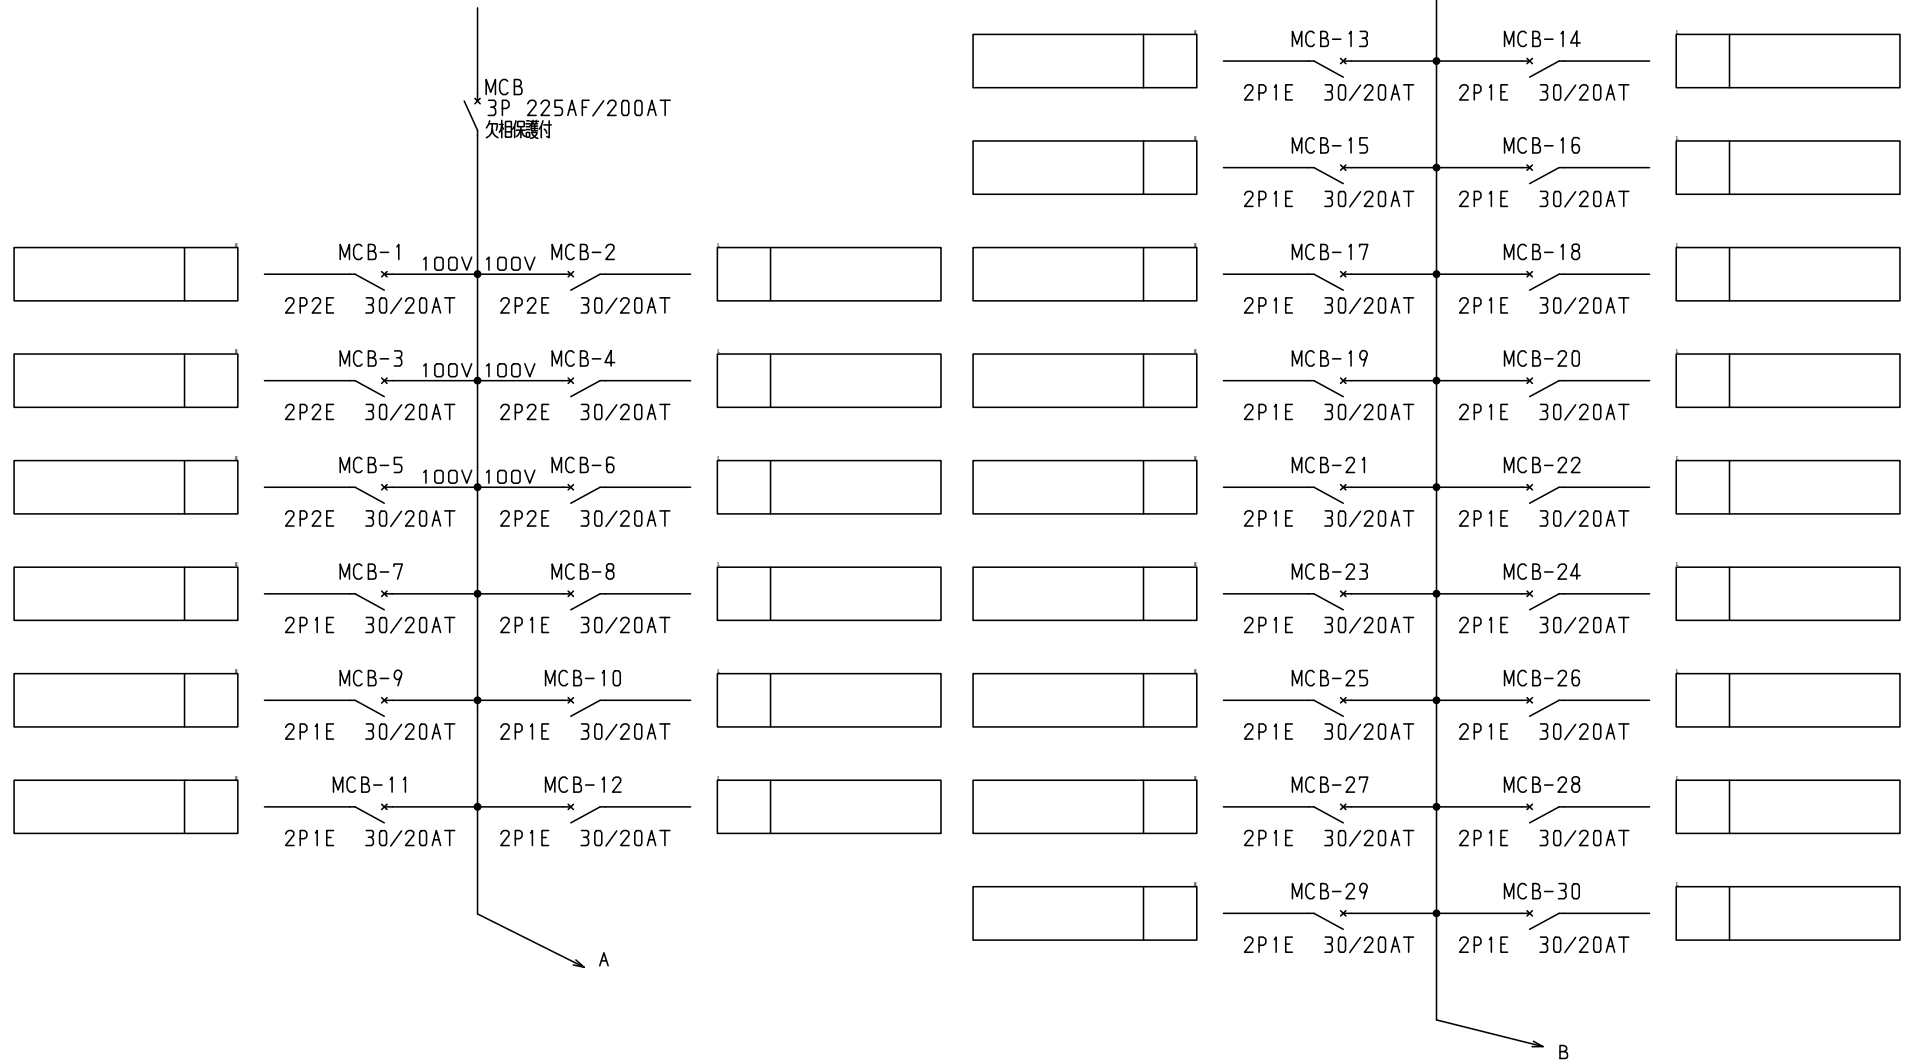 MCB
3P 225AF/200AT
欠相保護付
MCB-1 100V 100V MCB-2
2P2E 30/20AT 2P2E 30/20AT
MCB-3 100V 100V MCB-4
2P2E 30/20AT 2P2E 30/20AT
MCB-5 100V 100V MCB-6
2P2E 30/20AT 2P2E 30/20AT
MCB-7 MCB-8
2P1E 30/20AT 2P1E 30/20AT
MCB-9 MCB-10
2P1E 30/20AT 2P1E 30/20AT
MCB-11 MCB-12
2P1E 30/20AT 2P1E 30/20AT
A
MCB-13 MCB-14
2P1E 30/20AT 2P1E 30/20AT
MCB-15 MCB-16
2P1E 30/20AT 2P1E 30/20AT
MCB-17 MCB-18
2P1E 30/20AT 2P1E 30/20AT
MCB-19 MCB-20
2P1E 30/20AT 2P1E 30/20AT
MCB-21 MCB-22
2P1E 30/20AT 2P1E 30/20AT
MCB-23 MCB-24
2P1E 30/20AT 2P1E 30/20AT
MCB-25 MCB-26
2P1E 30/20AT 2P1E 30/20AT
MCB-27 MCB-28
2P1E 30/20AT 2P1E 30/20AT
MCB-29 MCB-30
2P1E 30/20AT 2P1E 30/20AT
B